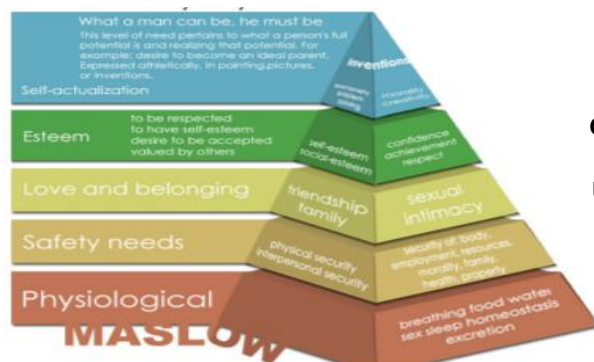 What a man can be, he must be
This level of need pertains to what a person's full
potential is and realizing that potential. For
example: desire to become an ideal parent.
Expressed athletically, in painting,pictures,
or inventions.
Self-actualization
inventions
problem
solving
morality
creativity
Esteem
to be respected
to have self-esteem
desire to be accepted
valued by others
self-esteem
social-esteem
confidence
achievement
respect
Love and belonging
friendship
family
sexual
intimacy
Safety needs
physical security
interpersonal security
security of: body,
employment, resources,
morality, family,
health, property
Physiological
breathing food water
sex sleep homeostasis
excretion
MASLOW